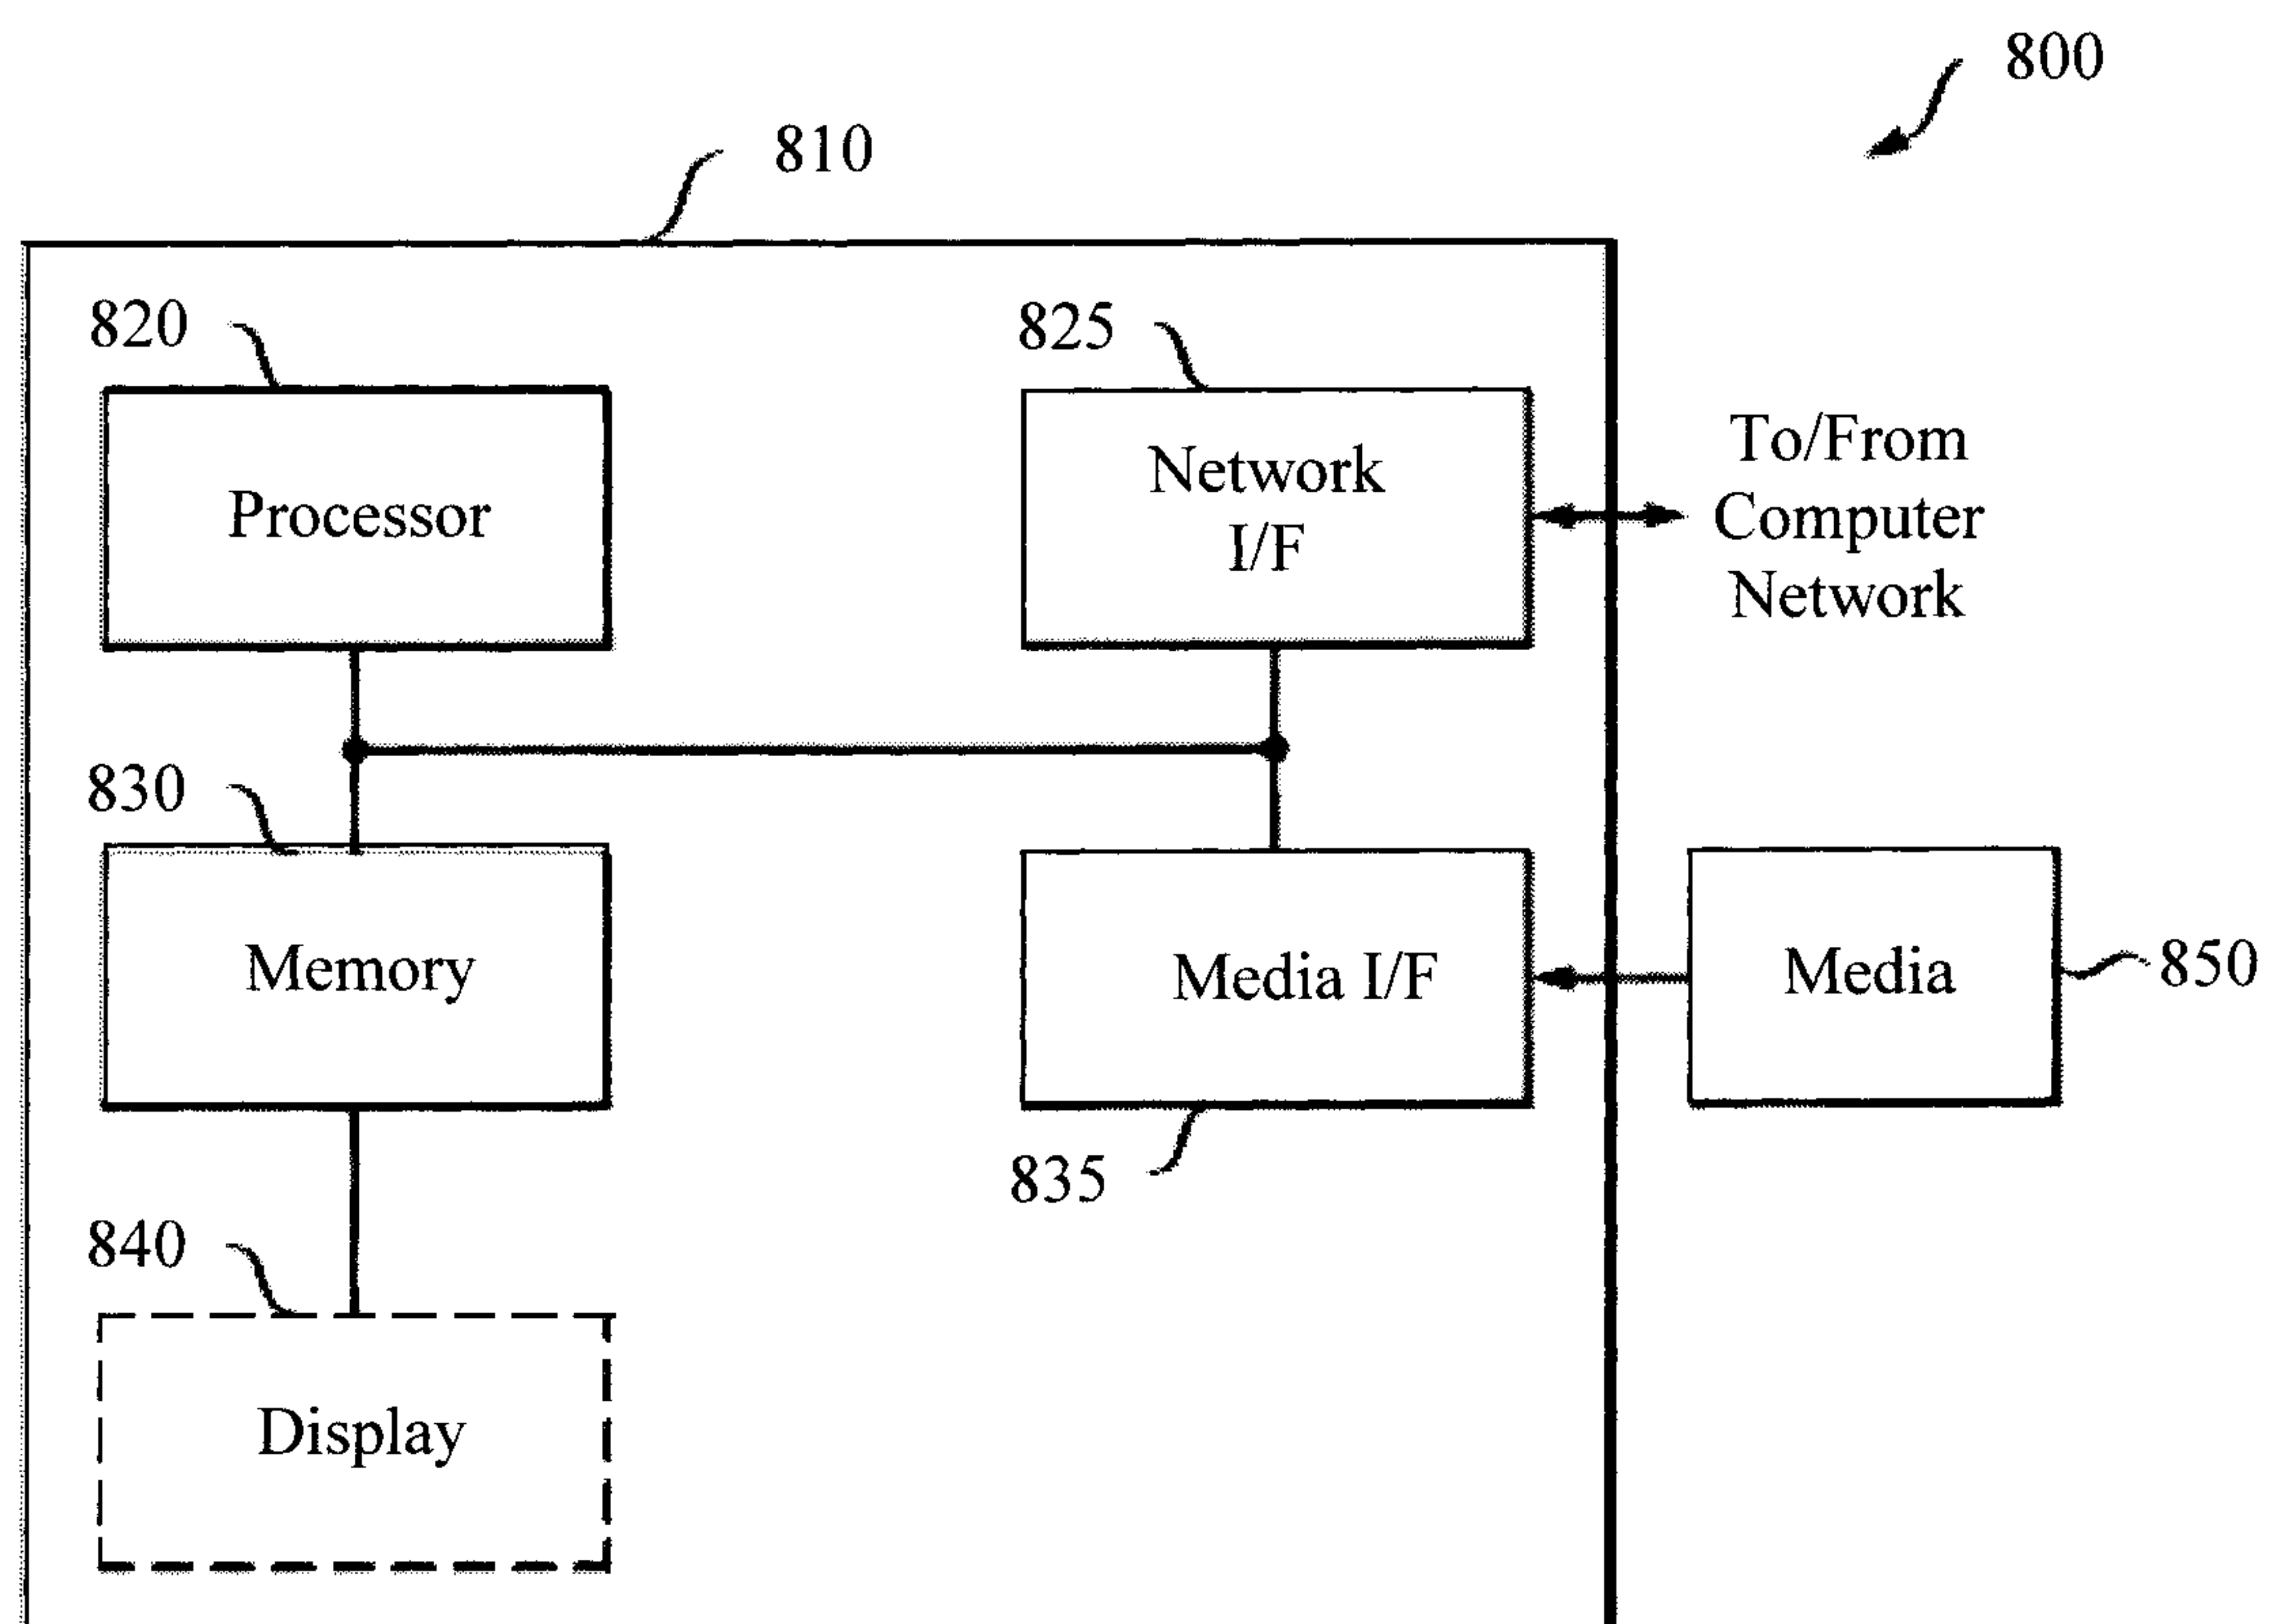 800
810
820
825
Processor
Network
I/F
To/From
Computer
Network
830
Memory
Media I/F
Media
850
835
840
Display